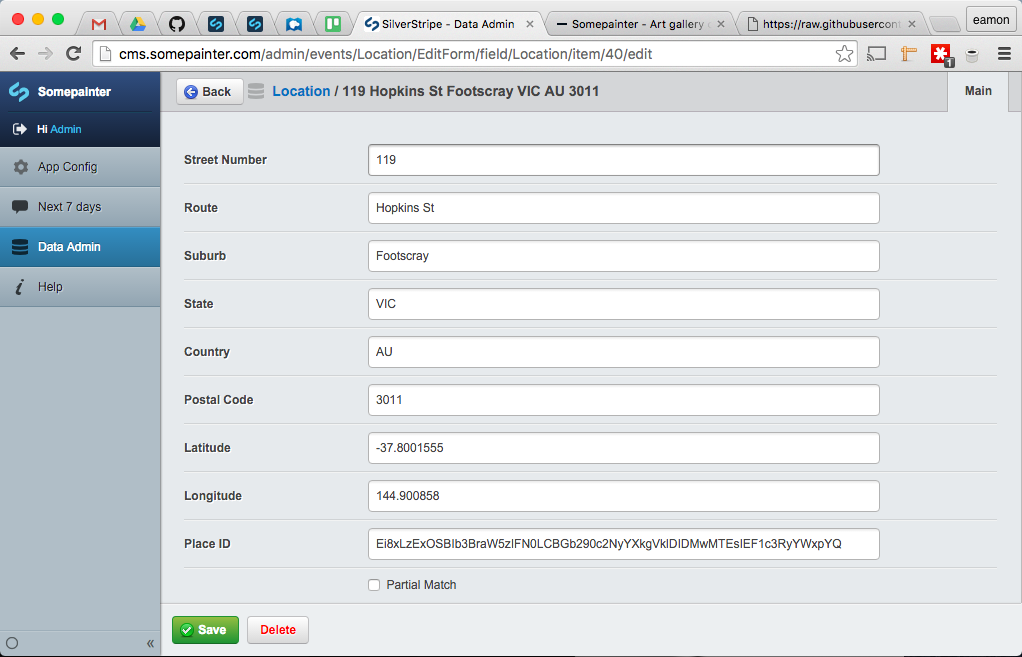 SilverStripe - Data Admin
Somepainter - Art gallery
https://raw.githubusercont
eamon
cms.somepainter.com/admin/events/Location/EditForm/field/Location/item/40/edit
1
Somepainter
Back
Location / 119 Hopkins St Footscray VIC AU 3011
Main
Hi Admin
App Config
Next 7 days
Data Admin
Help
Street Number
119
Route
Hopkins St
Suburb
Footscray
State
VIC
Country
AU
Postal Code
3011
Latitude
-37.8001555
Longitude
144.900858
Place ID
Partial Match
Save
Delete
«